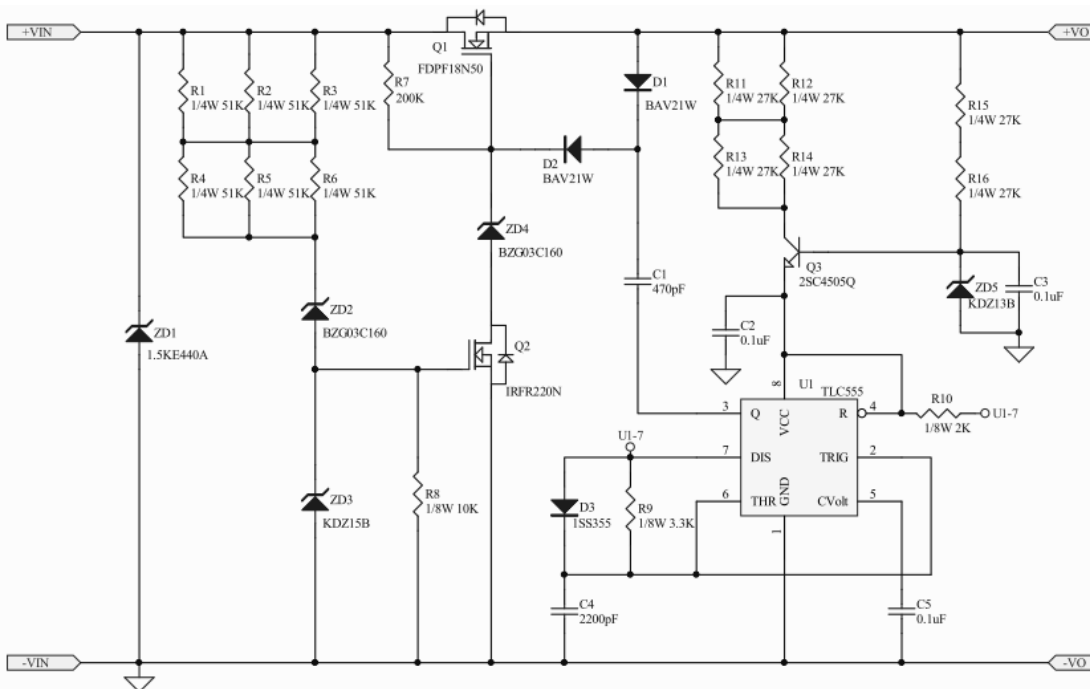 +VIN
+VO
Q1
FDPF18N50
R1
1/4W 51K
R2
1/4W 51K
R3
1/4W 51K
R7
200K
D1
BAV21W
R11
1/4W 27K
R12
1/4W 27K
R15
1/4W 27K
R4
1/4W 51K
R5
1/4W 51K
R6
1/4W 51K
D2
BAV21W
R13
1/4W 27K
R14
1/4W 27K
R16
1/4W 27K
ZD4
BZG03C160
C1
470pF
Q3
2SC4505Q
ZD5
KDZ13B
C3
0.1uF
ZD1
1.5KE440A
ZD2
BZG03C160
Q2
IRFR220N
C2
0.1uF
8
U1
TLC555
3
Q
VCC
R
4
R10
1/8W 2K
U1-7
U1-7
7
DIS
TRIG
2
6
THR
GND
CVolt
5
1
ZD3
KDZ15B
R8
1/8W 10K
D3
1SS355
R9
1/8W 3.3K
C4
2200pF
C5
0.1uF
-VIN
-VO